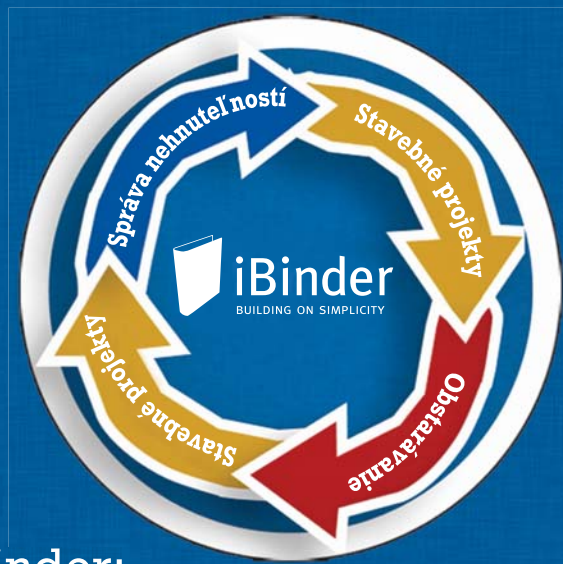 Správa nehnuteľností
Stavebné projekty
iBinder
BUILDING ON SIMPLICITY
Obstarávanie
Stavebné projekty